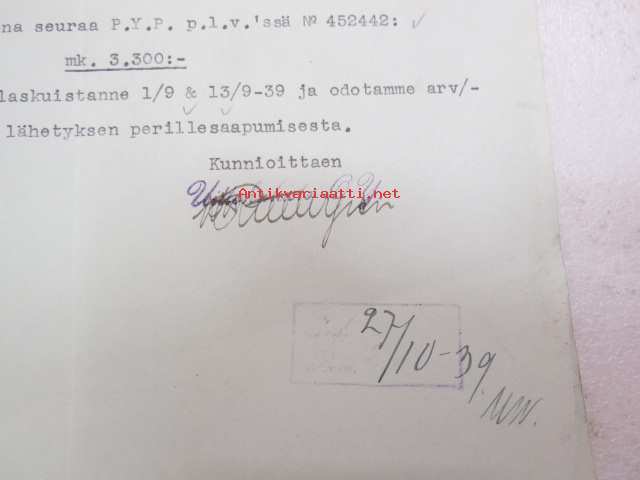 na seuraa P.Y.P. p.l.v.'ssä № 452442:
mk. 3.300:-
laskuistanne 1/9 & 13/9-39 ja odotamme arv/-
lähetyksen perillesaapumisesta.
Kunnioittaen
Antikvariaatti.net
27/10-39